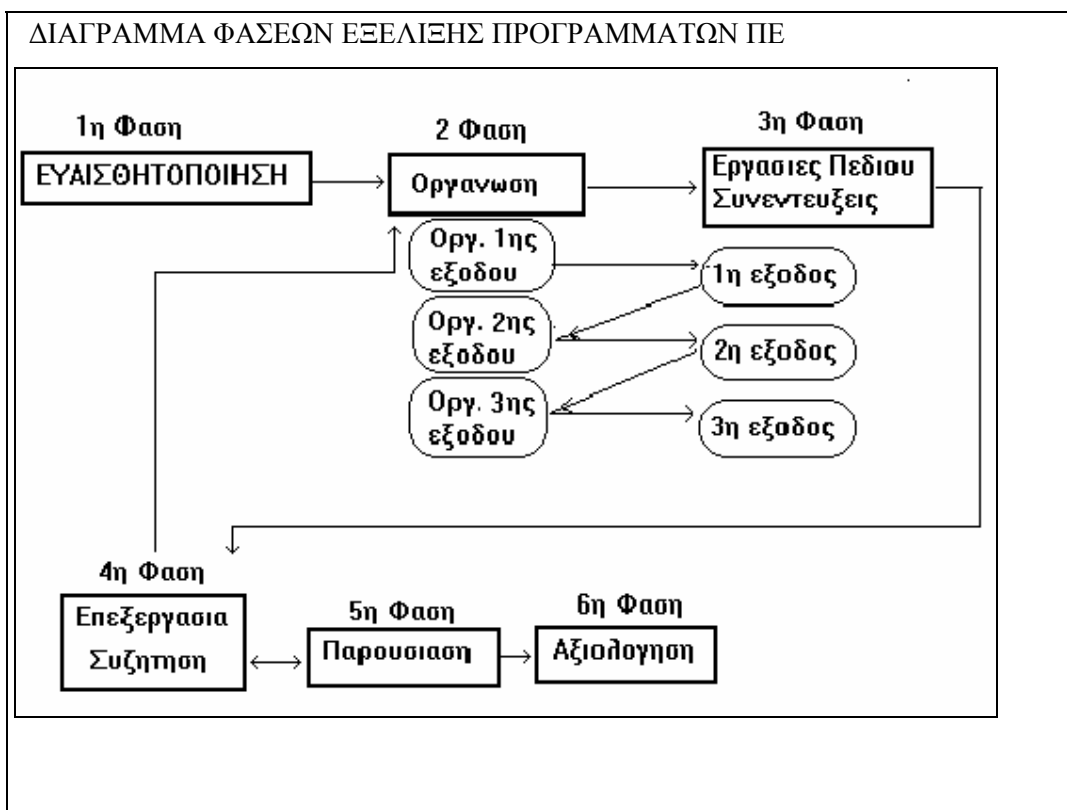 ΔΙΑΓΡΑΜΜΑ ΦΑΣΕΩΝ ΕΞΕΛΙΞΗΣ ΠΡΟΓΡΑΜΜΑΤΩΝ ΠΕ
1η Φαση
ΕΥΑΙΣΘΗΤΟΠΟΙΗΣΗ
2 Φαση
Οργανωση
3η Φαση
Εργασιες Πεδιου
Συνεντευξεις
Οργ. 1ης
εξοδου
1η εξοδος
Οργ. 2ης
εξοδου
2η εξοδος
Οργ. 3ης
εξοδου
3η εξοδος
4η Φαση
Επεξεργασια
Συζητηση
5η Φαση
Παρουσιαση
6η Φαση
Αξιολογηση